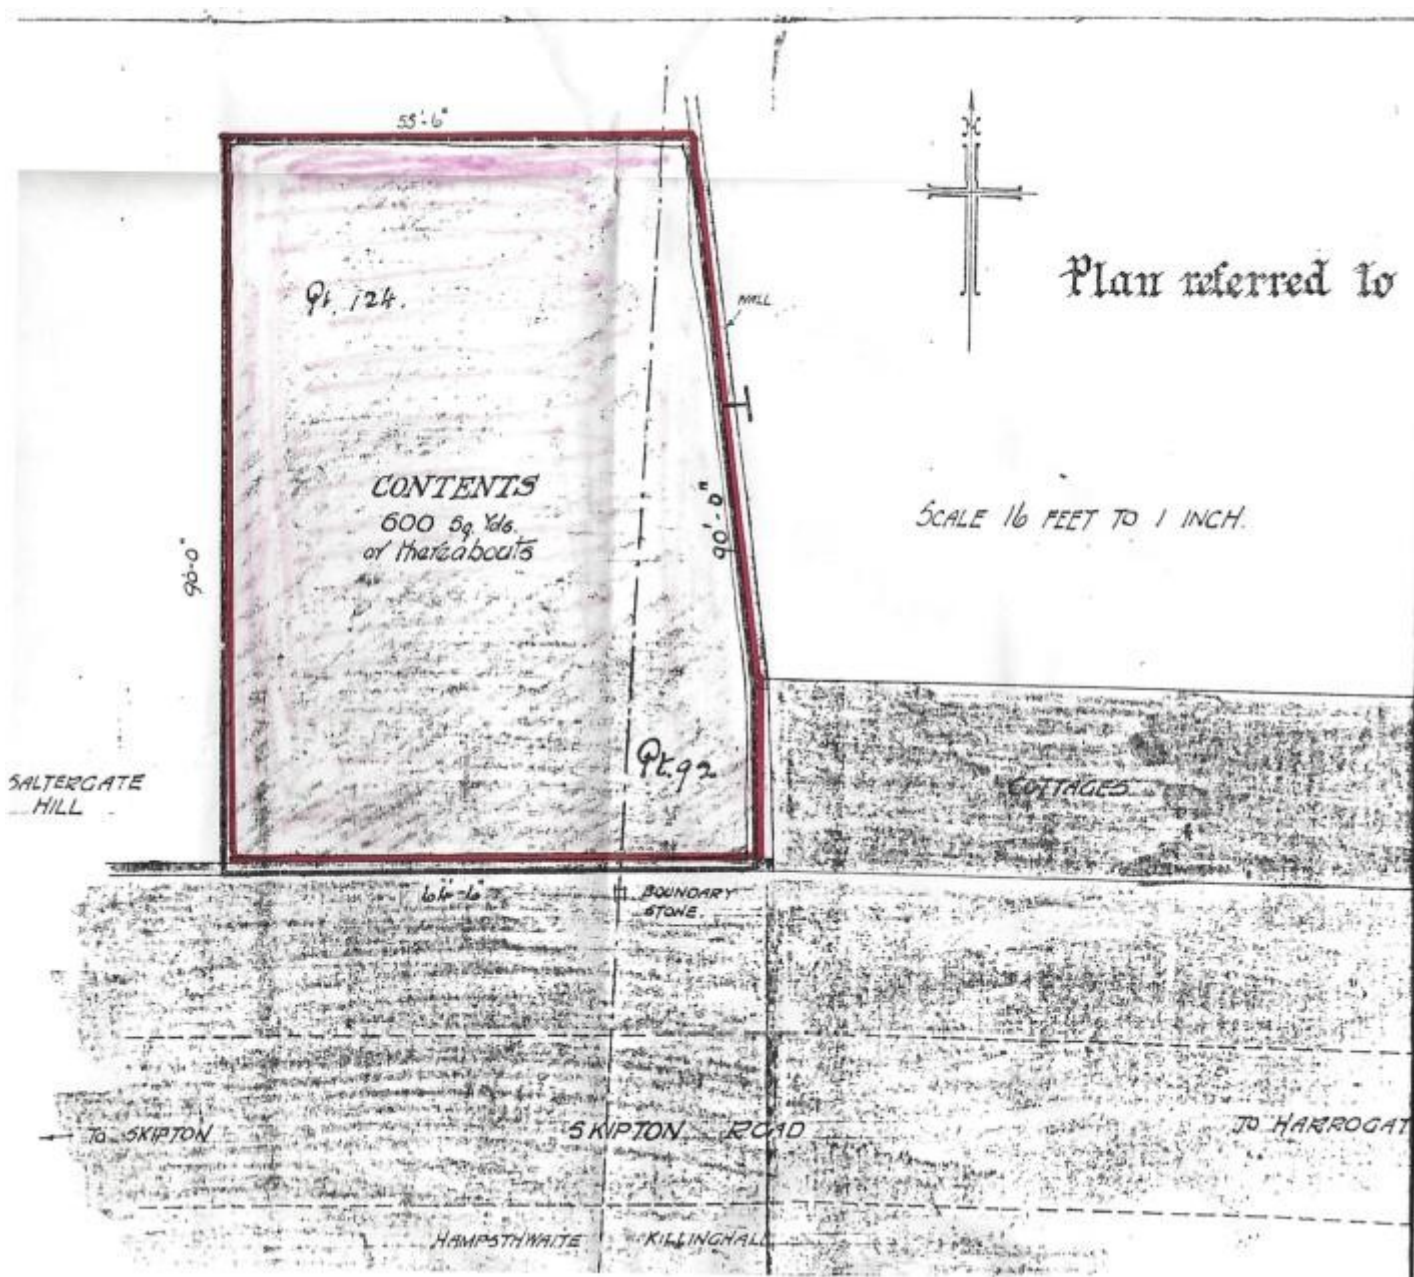 55'-6"
Plan referred to
Pt. 124.
WALL
CONTENTS
600 Sq. Yds.
or thereabouts
90'-0"
90'-0"
SCALE 16 FEET TO 1 INCH.
Pt. 92
SALTERGATE
HILL
COTTAGES
64'-6"
BOUNDARY
STONE.
TO SKIPTON
SKIPTON ROAD
TO HARROGAT
HAMPSTHWAITE
KILLINGHALL